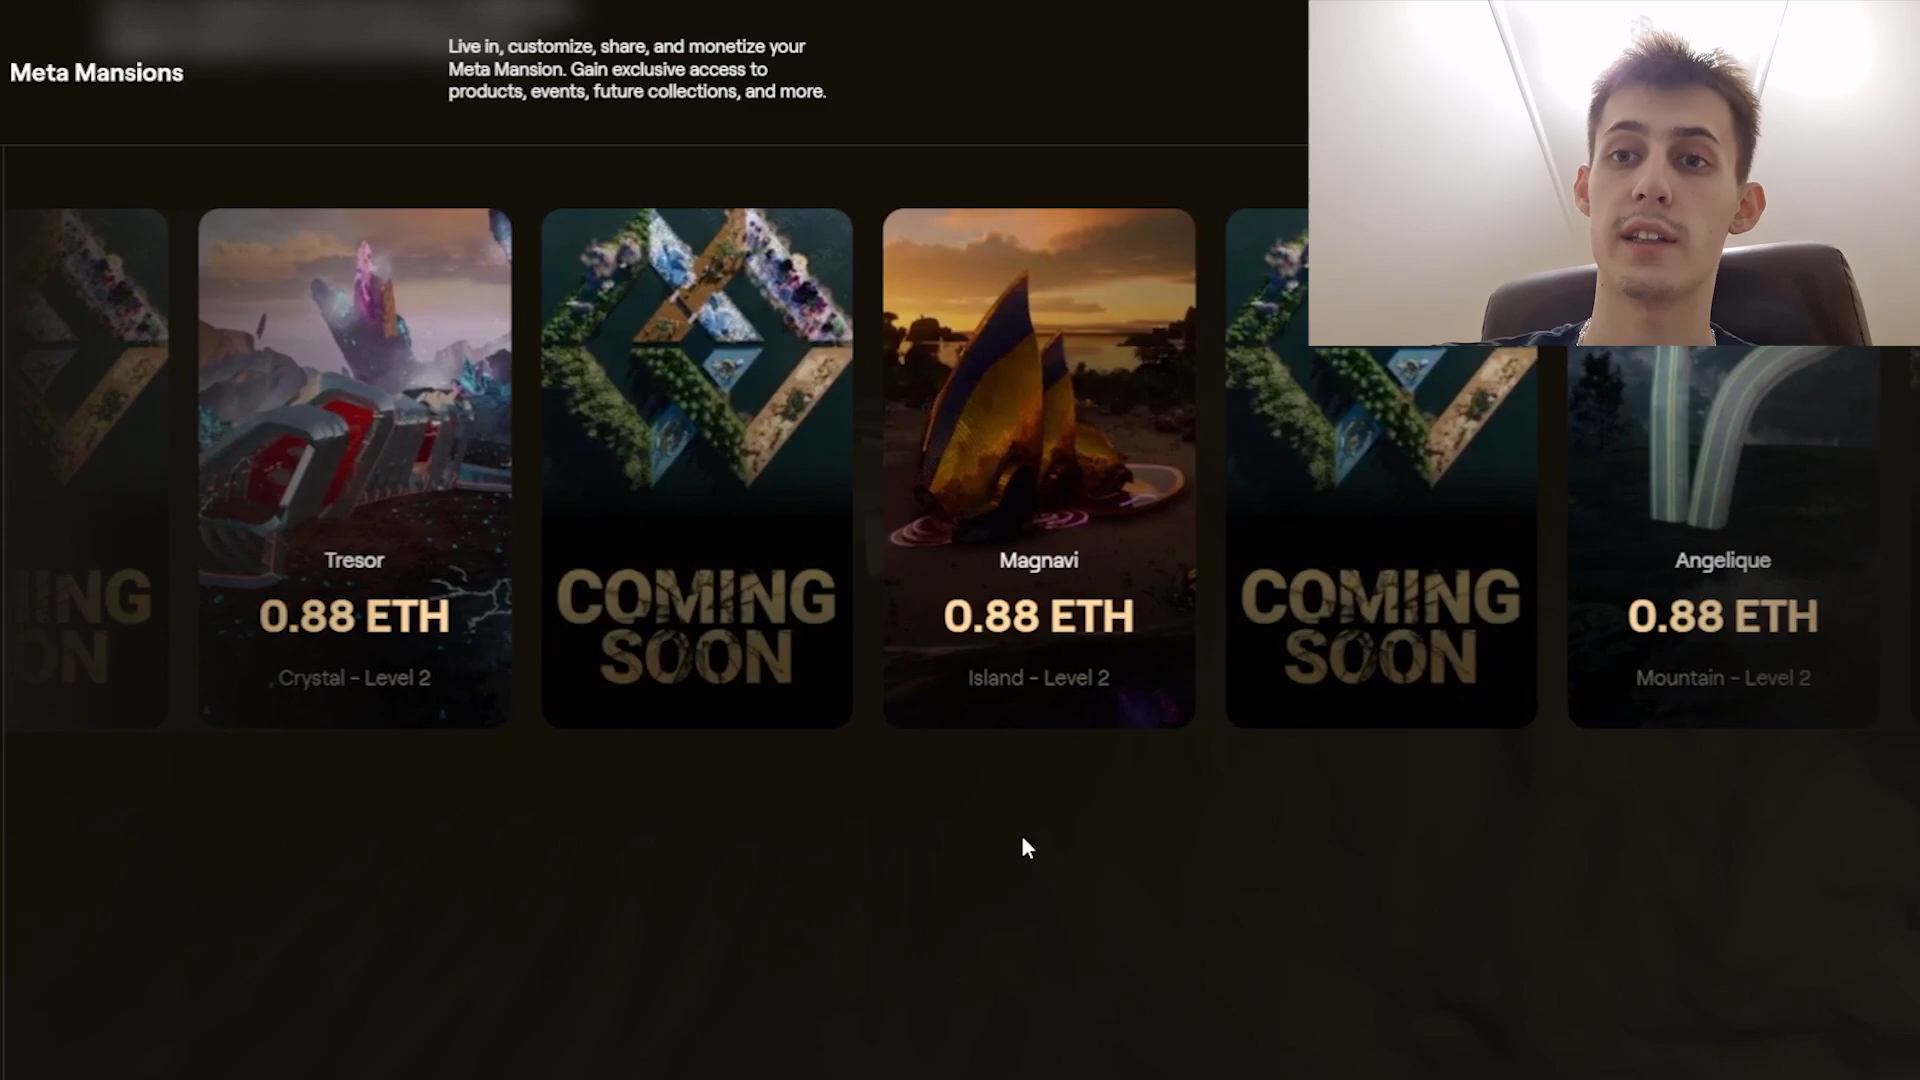 Meta Mansions
Live in, customize, share, and monetize your
Meta Mansion. Gain exclusive access to
products, events, future collections, and more.
COMING
SOON
Tresor
0.88 ETH
Crystal - Level 2
COMING
SOON
Magnavi
0.88 ETH
Island - Level 2
COMING
SOON
Angelique
0.88 ETH
Mountain - Level 2